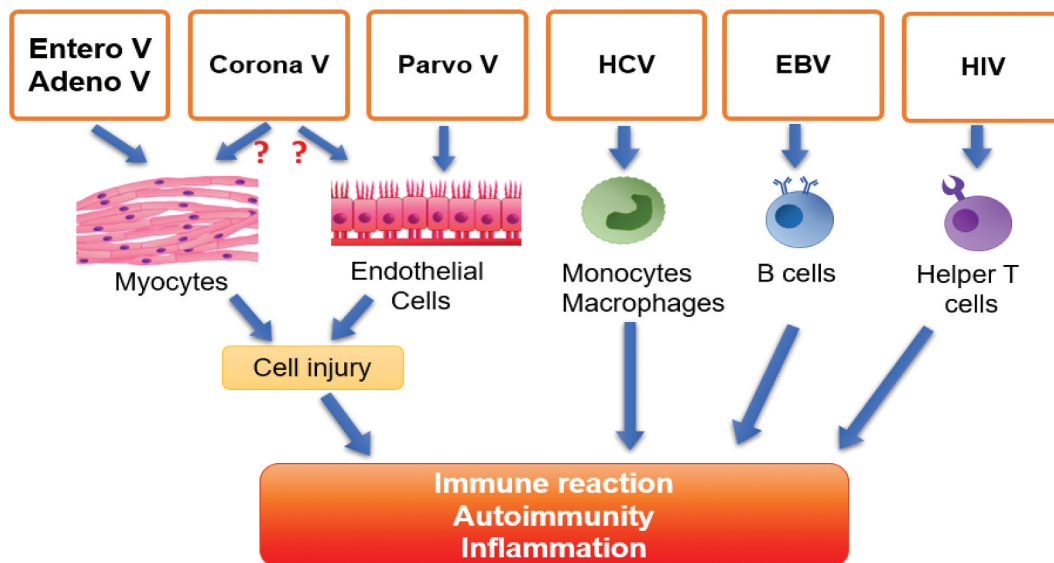 Entero V
Adeno V
Corona V
Parvo V
HCV
EBV
HIV
? ?
Myocytes
Endothelial
Cells
Monocytes
Macrophages
B cells
Helper T
cells
Cell injury
Immune reaction
Autoimmunity
Inflammation